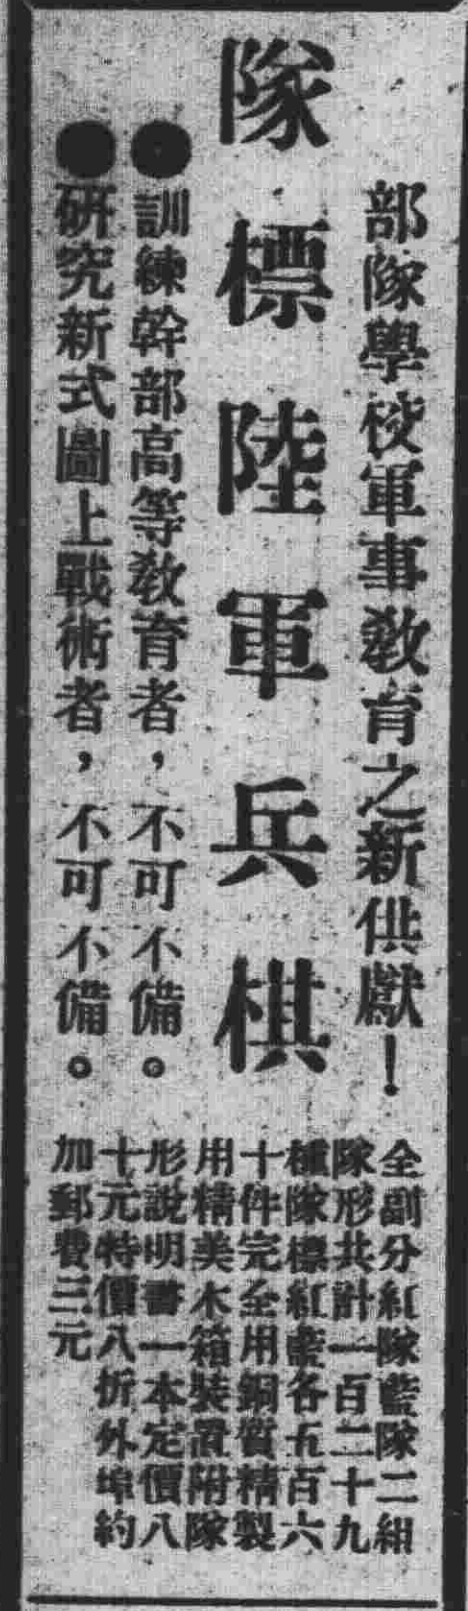 部隊學校軍事教育之新供獻！
隊標陸軍兵棋
●訓練幹部高等教育者，不可不備。
●研究新式圖上戰術者，不可不備。
全副分紅隊藍隊二組
隊形共計一百二十九
種隊標紅藍各五百六
十件完全用銅質精製
用精美木箱裝置附隊
形說明書一本定價八
十元特價八折外埠約
加郵費三元